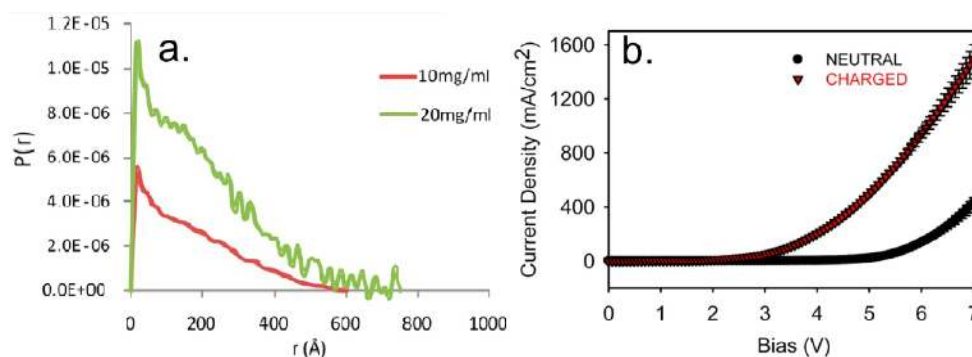 a.
1.2E-05
1.0E-05
8.0E-06
6.0E-06
4.0E-06
2.0E-06
0.0E+00
P(r)
10mg/ml
20mg/ml
0 200 400 600 800 1000
r (Å)
b.
1600
1200
800
400
0
Current Density (mA/cm²)
NEUTRAL
CHARGED
0 1 2 3 4 5 6 7
Bias (V)